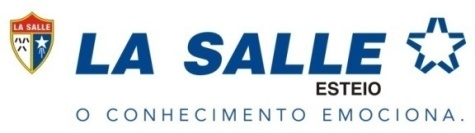 LA SALLE
LA SALLE
ESTEIO
O CONHECIMENTO EMOCIONA.